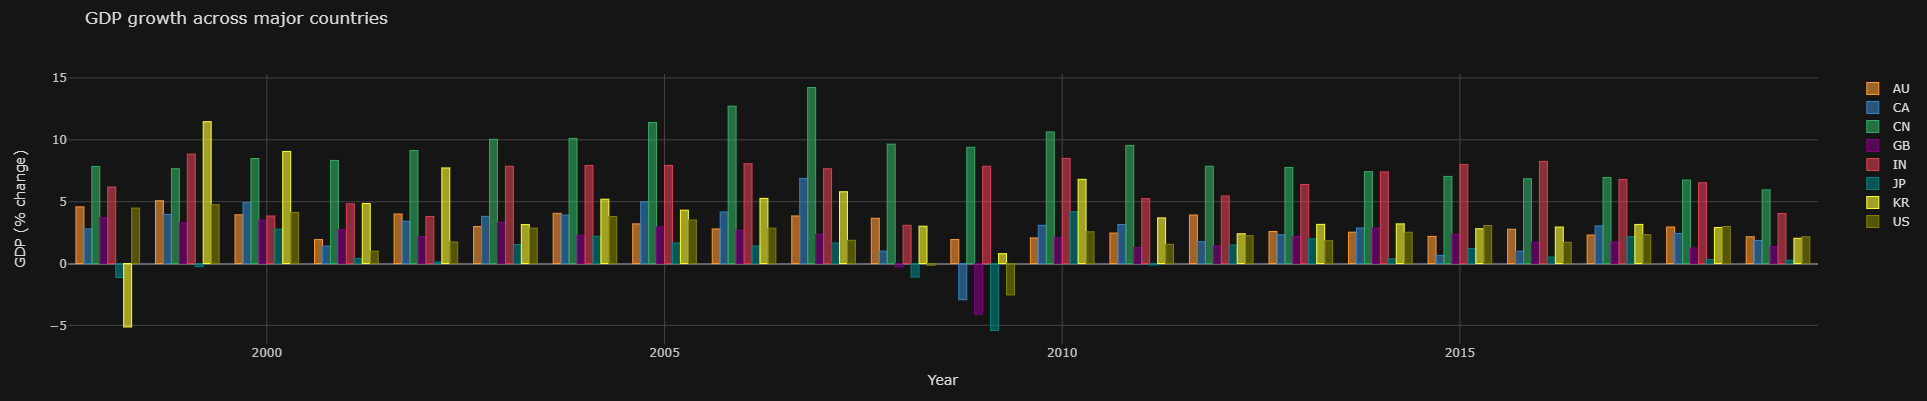 GDP growth across major countries
15
10
5
0
−5
GDP (% change)
2000
2005
2010
2015
Year
AU
CA
CN
GB
IN
JP
KR
US